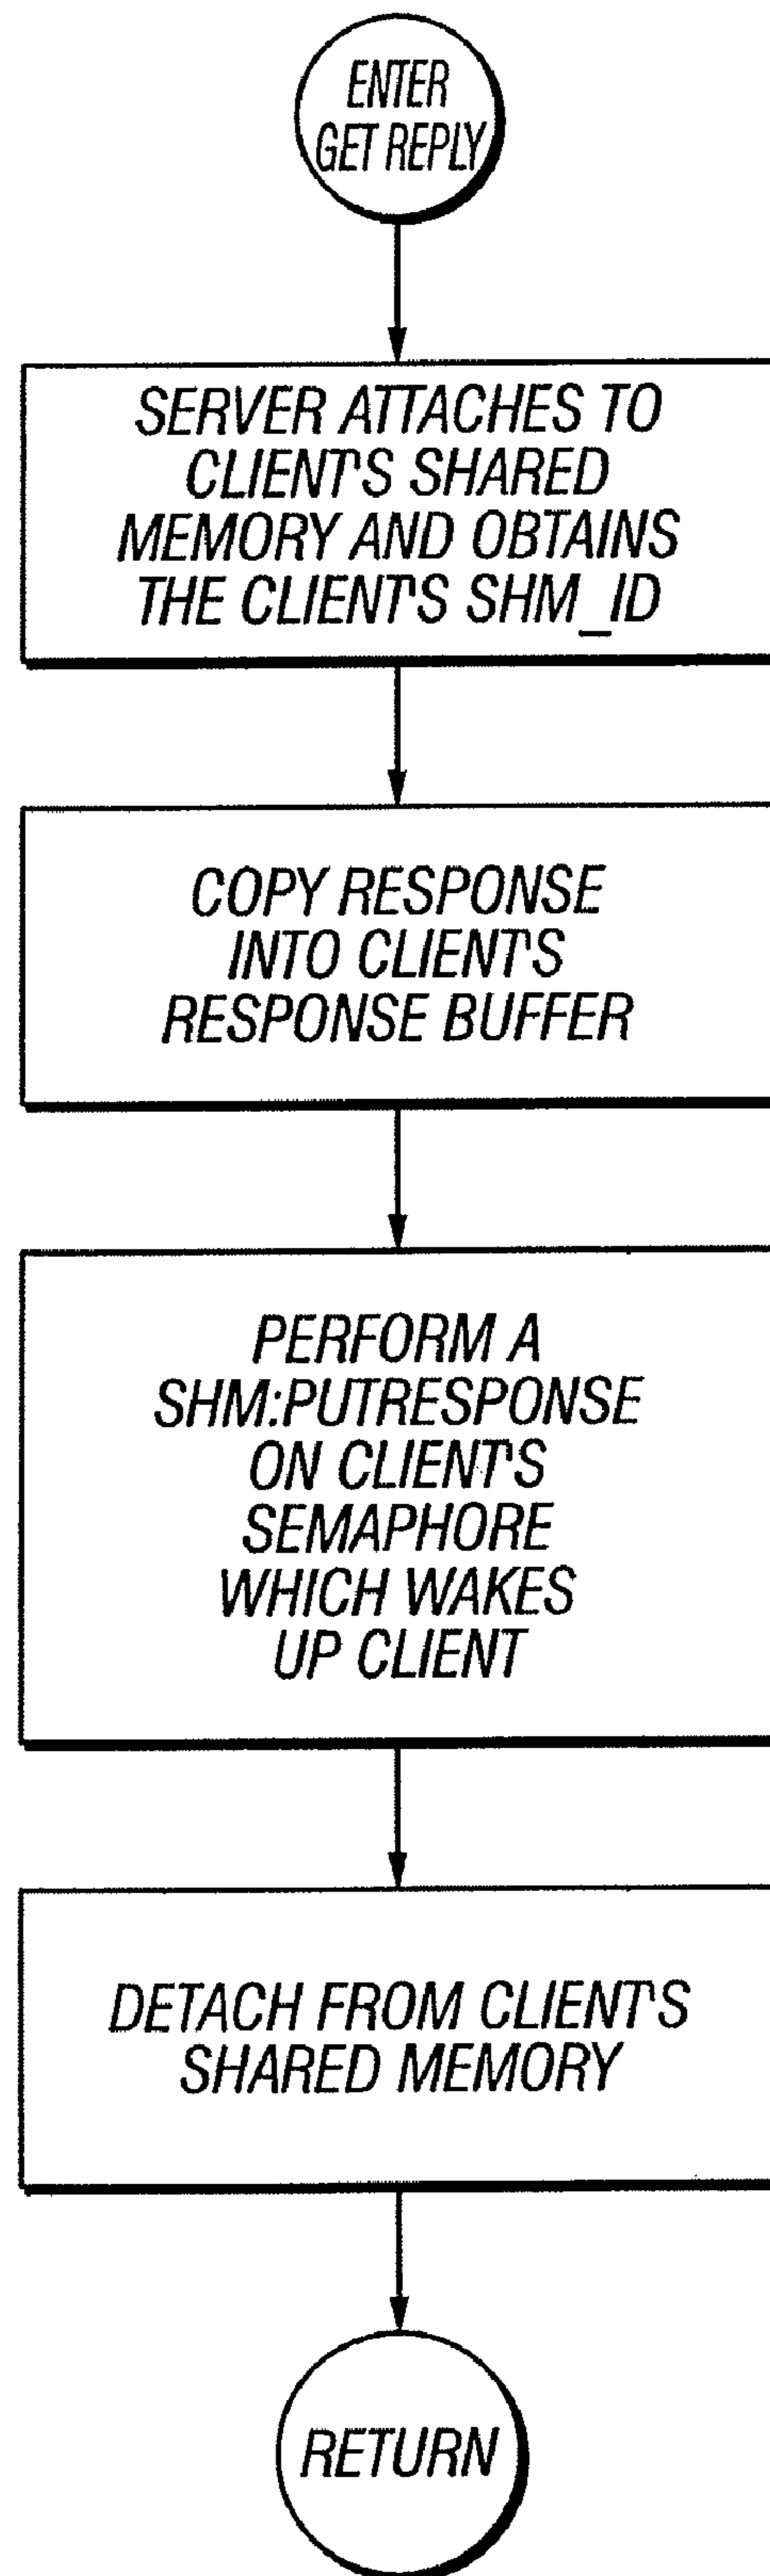 ENTER
GET REPLY
SERVER ATTACHES TO
CLIENT'S SHARED
MEMORY AND OBTAINS
THE CLIENT'S SHM_ID
COPY RESPONSE
INTO CLIENT'S
RESPONSE BUFFER
PERFORM A
SHM:PUTRESPONSE
ON CLIENT'S
SEMAPHORE
WHICH WAKES
UP CLIENT
DETACH FROM CLIENT'S
SHARED MEMORY
RETURN